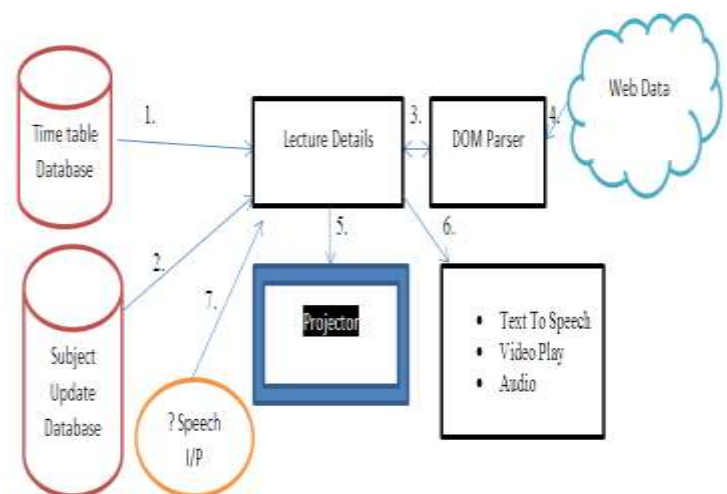 Time table
Database
1.
Lecture Details
3.
DOM Parser
4.
Web Data
2.
5.
6.
7.
Subject
Update
Database
? Speech
I/P
Projector
• Text To Speech
• Video Play
• Audio